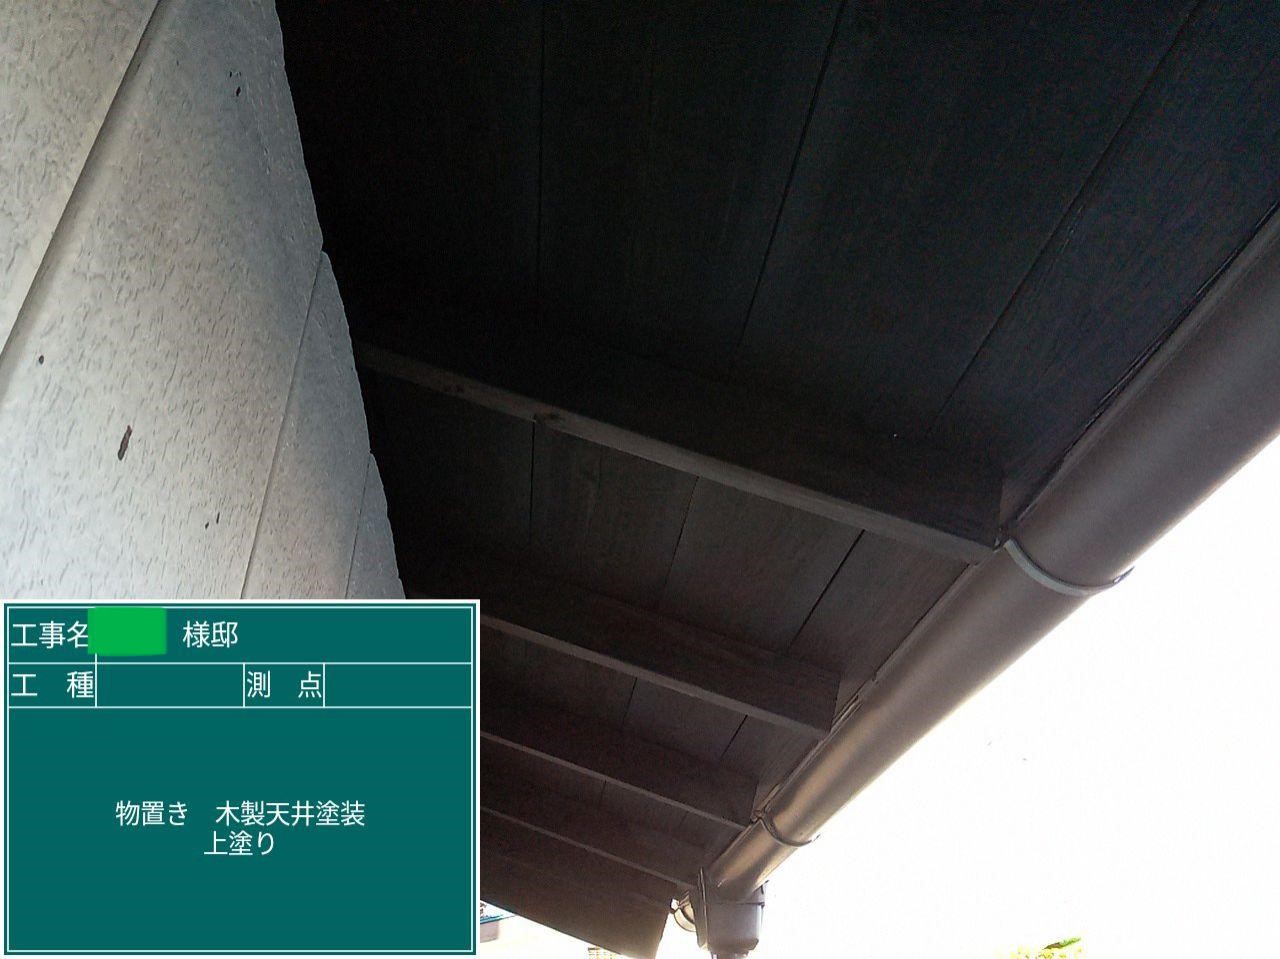 工事名 様邸
工 種 測 点
物置き 木製天井塗装
上塗り